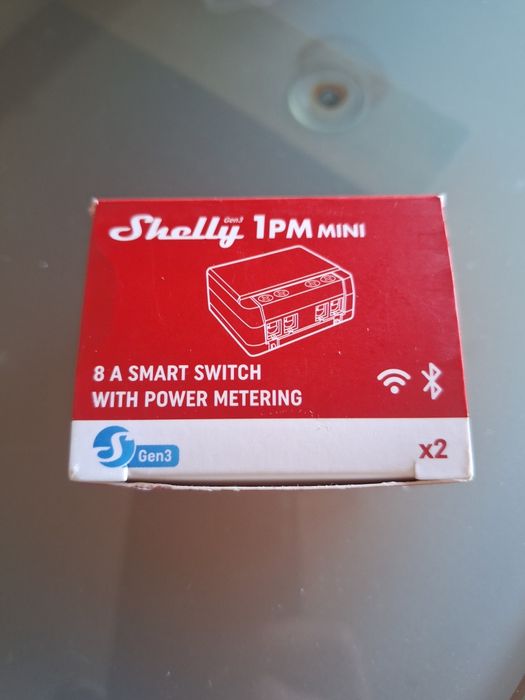 Shelly Gen3 1PM MINI
8 A SMART SWITCH
WITH POWER METERING
S Gen3
x2